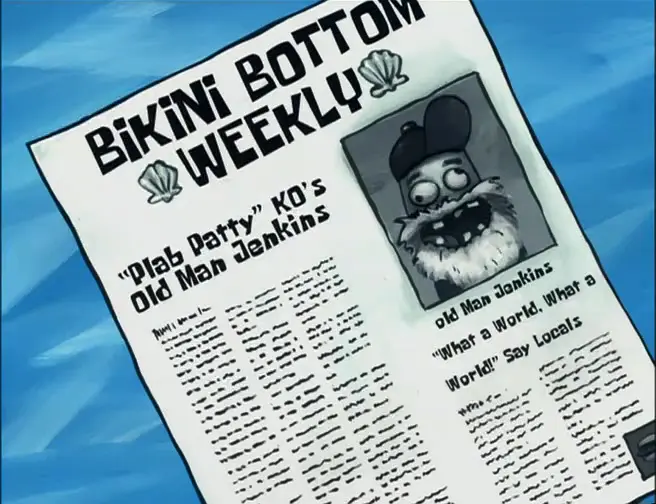 BIKINI BOTTOM
WEEKLY
"Plab Patty" KO's
Old Man Jenkins
old Man Jenkins
"What a World, What a
World!" Say Locals